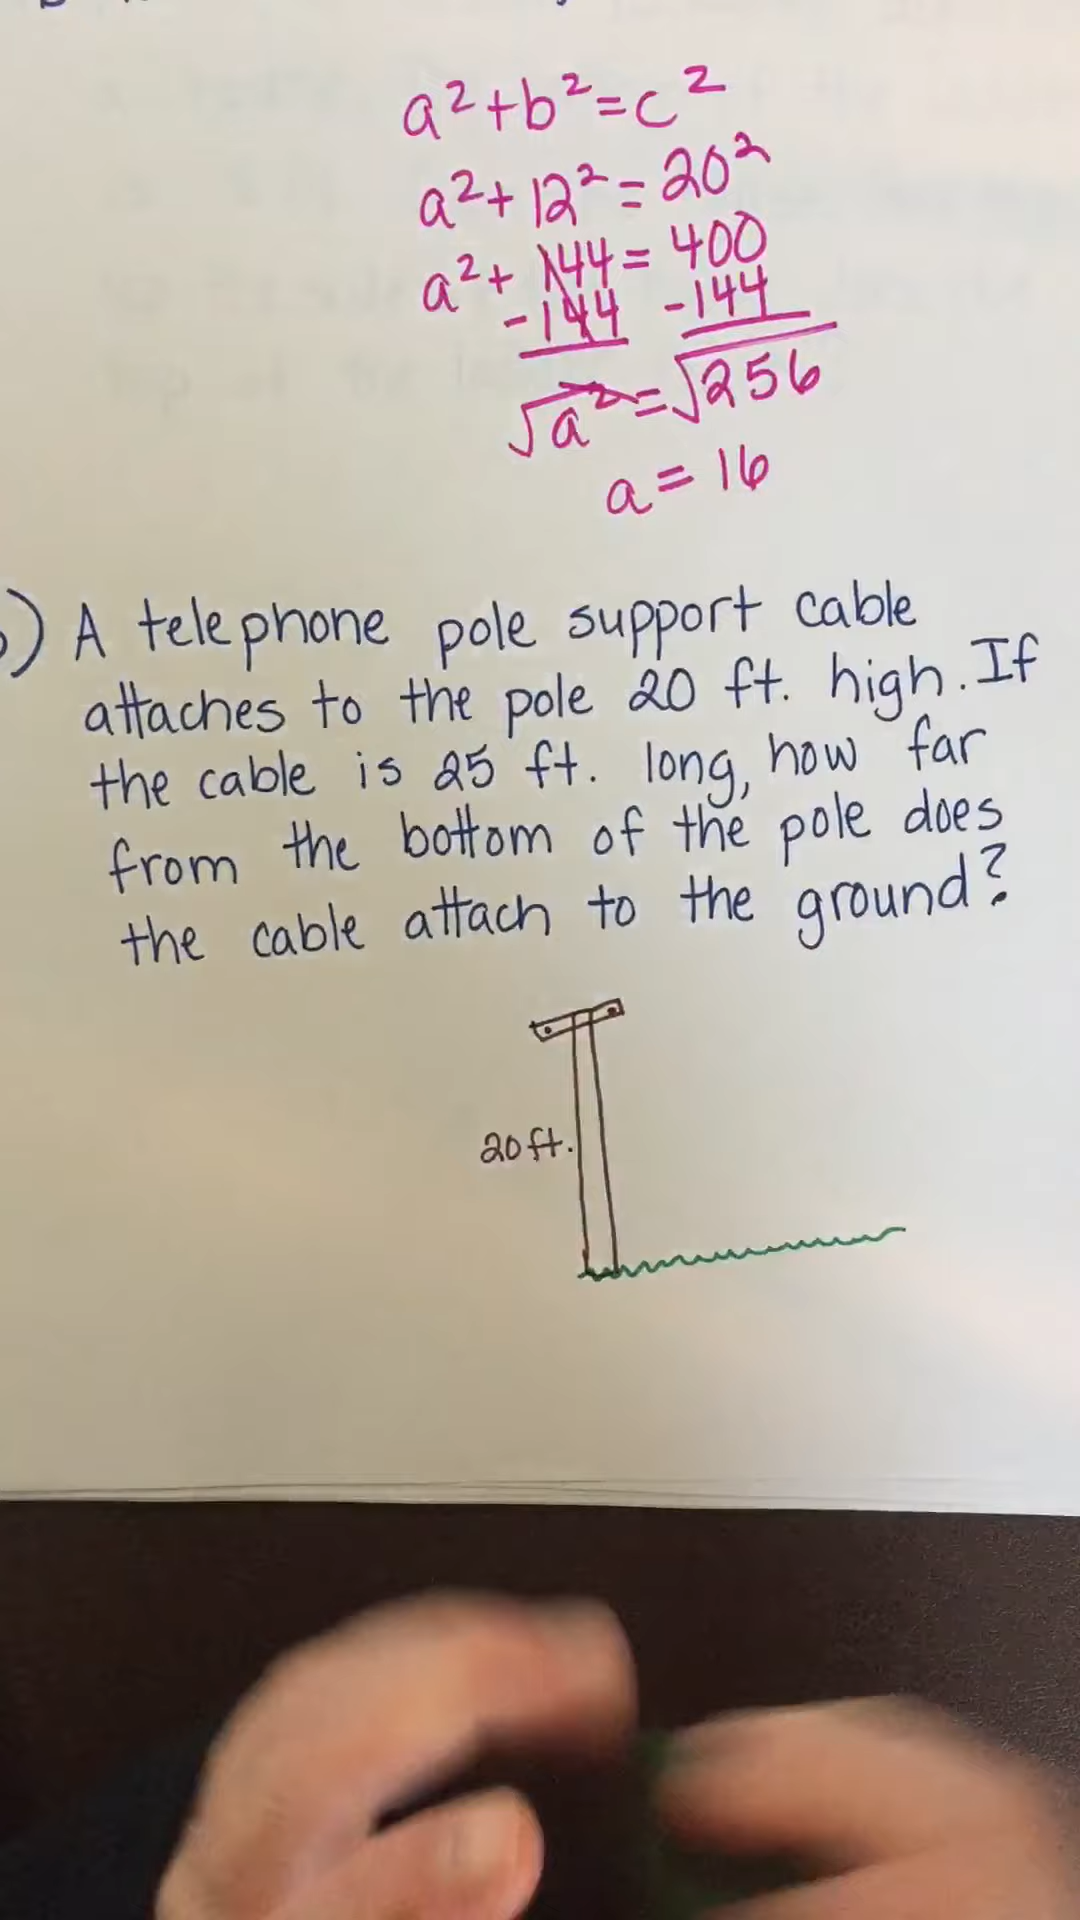 a²+b²=c²
a²+12²=20²
a²+144=400
-144 -144
√a²=√256
a=16
) A telephone pole support cable
attaches to the pole 20 ft. high. If
the cable is 25 ft. long, how far
from the bottom of the pole does
the cable attach to the ground?
20 ft.